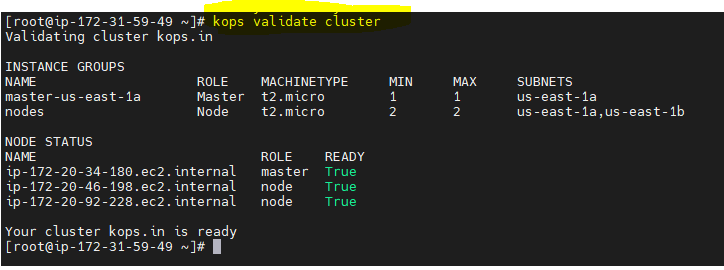 [root@ip-172-31-59-49 ~]# kops validate cluster
Validating cluster kops.in
INSTANCE GROUPS
NAME ROLE MACHINETYPE MIN MAX SUBNETS
master-us-east-1a Master t2.micro 1 1 us-east-1a
nodes Node t2.micro 2 2 us-east-1a,us-east-1b
NODE STATUS
NAME ROLE READY
ip-172-20-34-180.ec2.internal master True
ip-172-20-46-198.ec2.internal node True
ip-172-20-92-228.ec2.internal node True
Your cluster kops.in is ready
[root@ip-172-31-59-49 ~]#